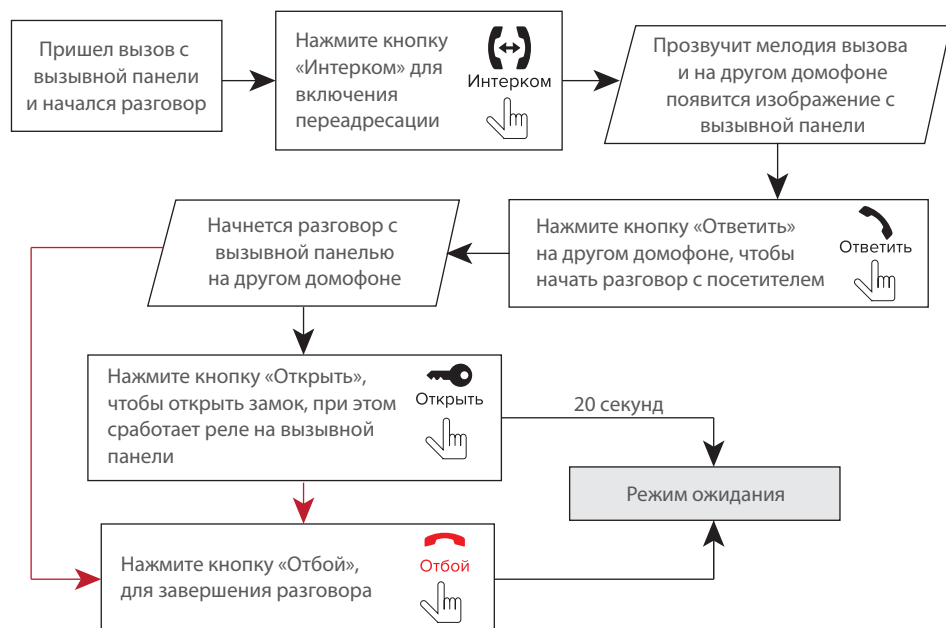 Пришел вызов с
вызывной панели
и начался разговор
Нажмите кнопку
«Интерком» для
включения
переадресации
Интерком
Прозвучит мелодия вызова
и на другом домофоне
появится изображение с
вызывной панели
Нажмите кнопку «Ответить»
на другом домофоне, чтобы
начать разговор с посетителем
Ответить
Начнется разговор с
вызывной панелью
на другом домофоне
Нажмите кнопку «Открыть»,
чтобы открыть замок, при этом
сработает реле на вызывной
панели
Открыть
20 секунд
Режим ожидания
Нажмите кнопку «Отбой»,
для завершения разговора
Отбой